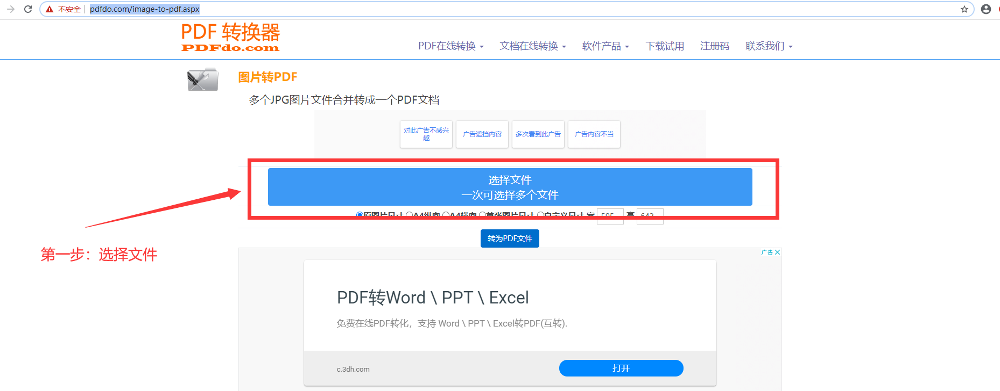 不安全 pdfdo.com/image-to-pdf.aspx
PDF 转换器
PDFdo.com
PDF在线转换 文档在线转换 软件产品 下载试用 注册码 联系我们
图片转PDF
多个JPG图片文件合并转成一个PDF文档
对此广告不感兴趣
广告遮挡内容
多次看到此广告
广告内容不当
选择文件
一次可选择多个文件
原图片尺寸 A4纵向 A4横向 首张图片尺寸 自定义尺寸 宽 595 高 642
转为PDF文件
第一步：选择文件
广告
PDF转Word \ PPT \ Excel
免费在线PDF转化，支持 Word \ PPT \ Excel转PDF(互转).
c.3dh.com
打开